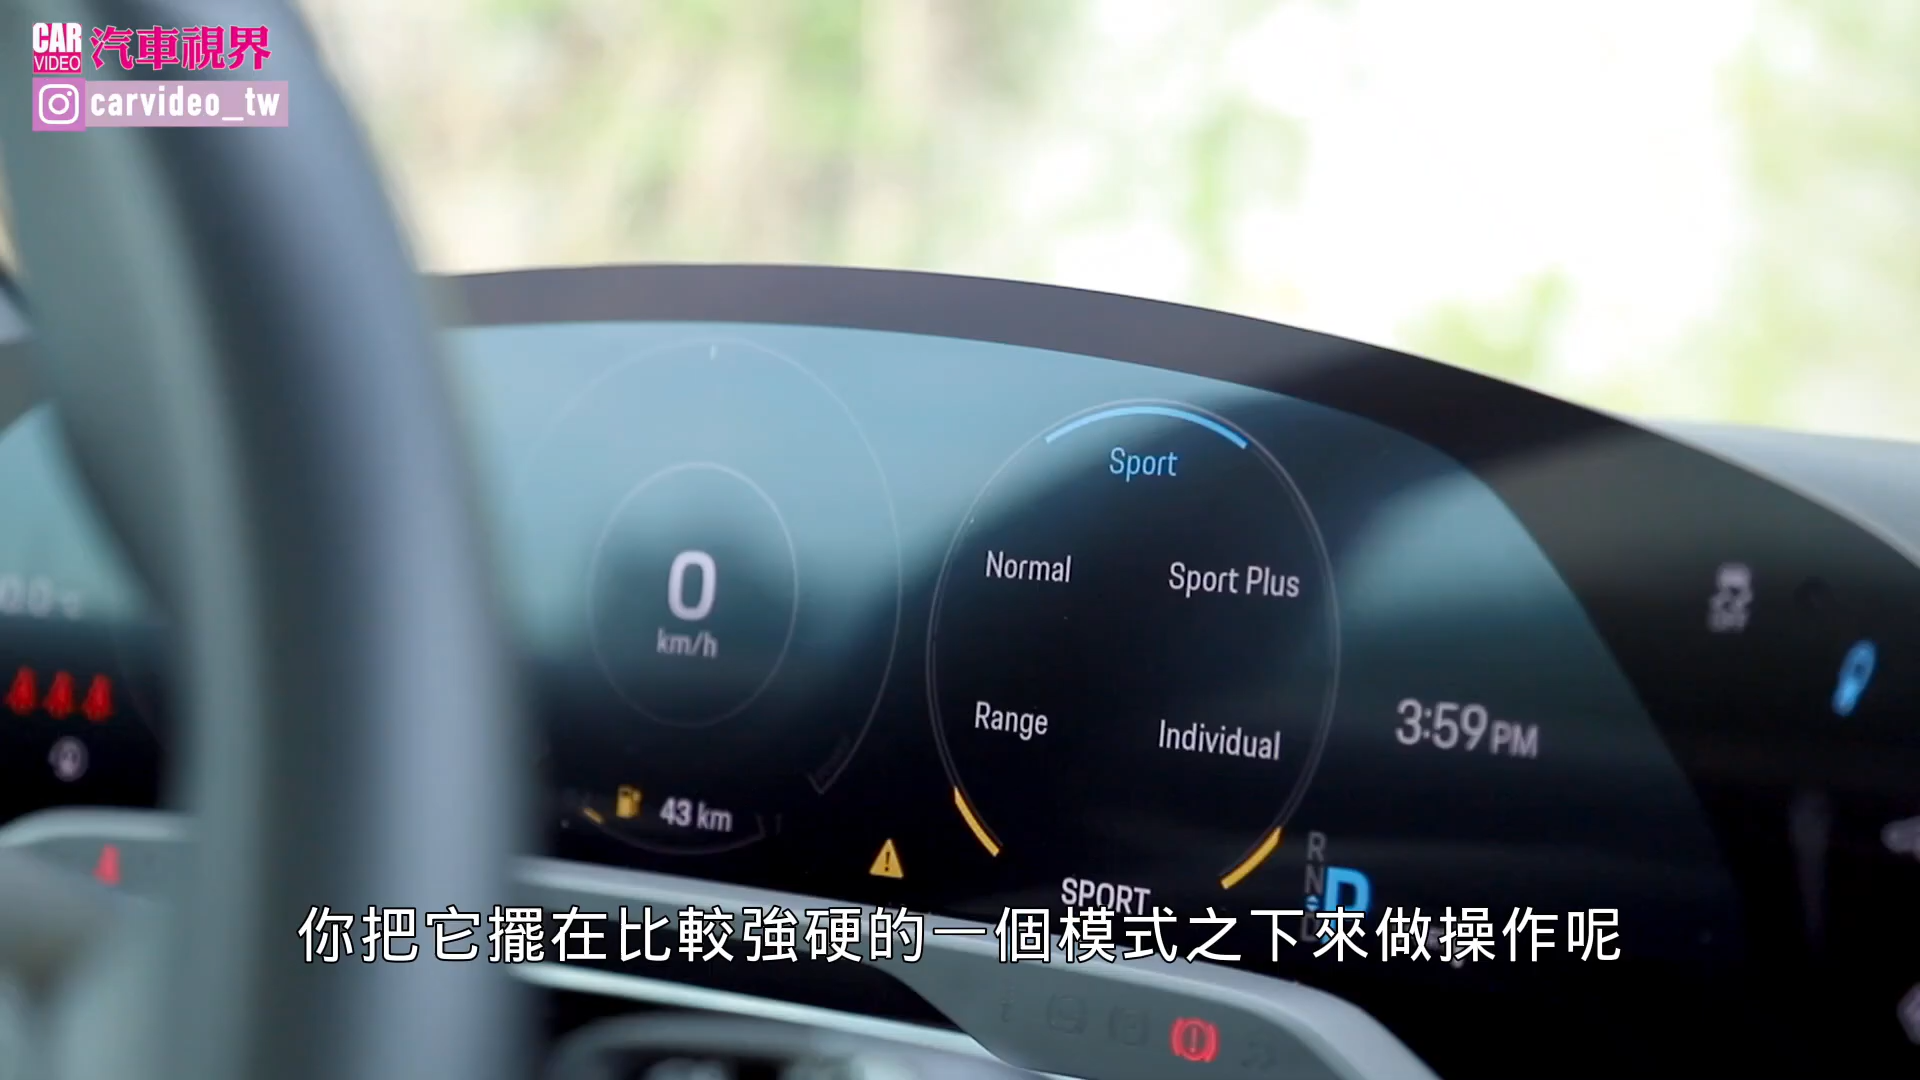 CAR
VIDEO
汽車視界
carvideo_tw
Sport
Normal
Sport Plus
0
km/h
Range
Individual
3:59 PM
43 km
SPORT
R
N
P
你把它擺在比較強硬的一個模式之下來做操作呢